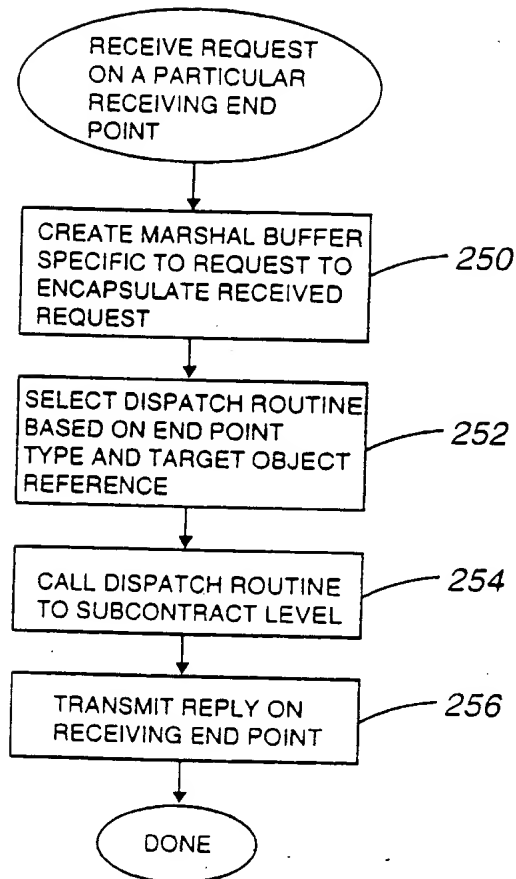 RECEIVE REQUEST
ON A PARTICULAR
RECEIVING END
POINT
CREATE MARSHAL BUFFER
SPECIFIC TO REQUEST TO
ENCAPSULATE RECEIVED
REQUEST
250
SELECT DISPATCH ROUTINE
BASED ON END POINT
TYPE AND TARGET OBJECT
REFERENCE
252
CALL DISPATCH ROUTINE
TO SUBCONTRACT LEVEL
254
TRANSMIT REPLY ON
RECEIVING END POINT
256
DONE